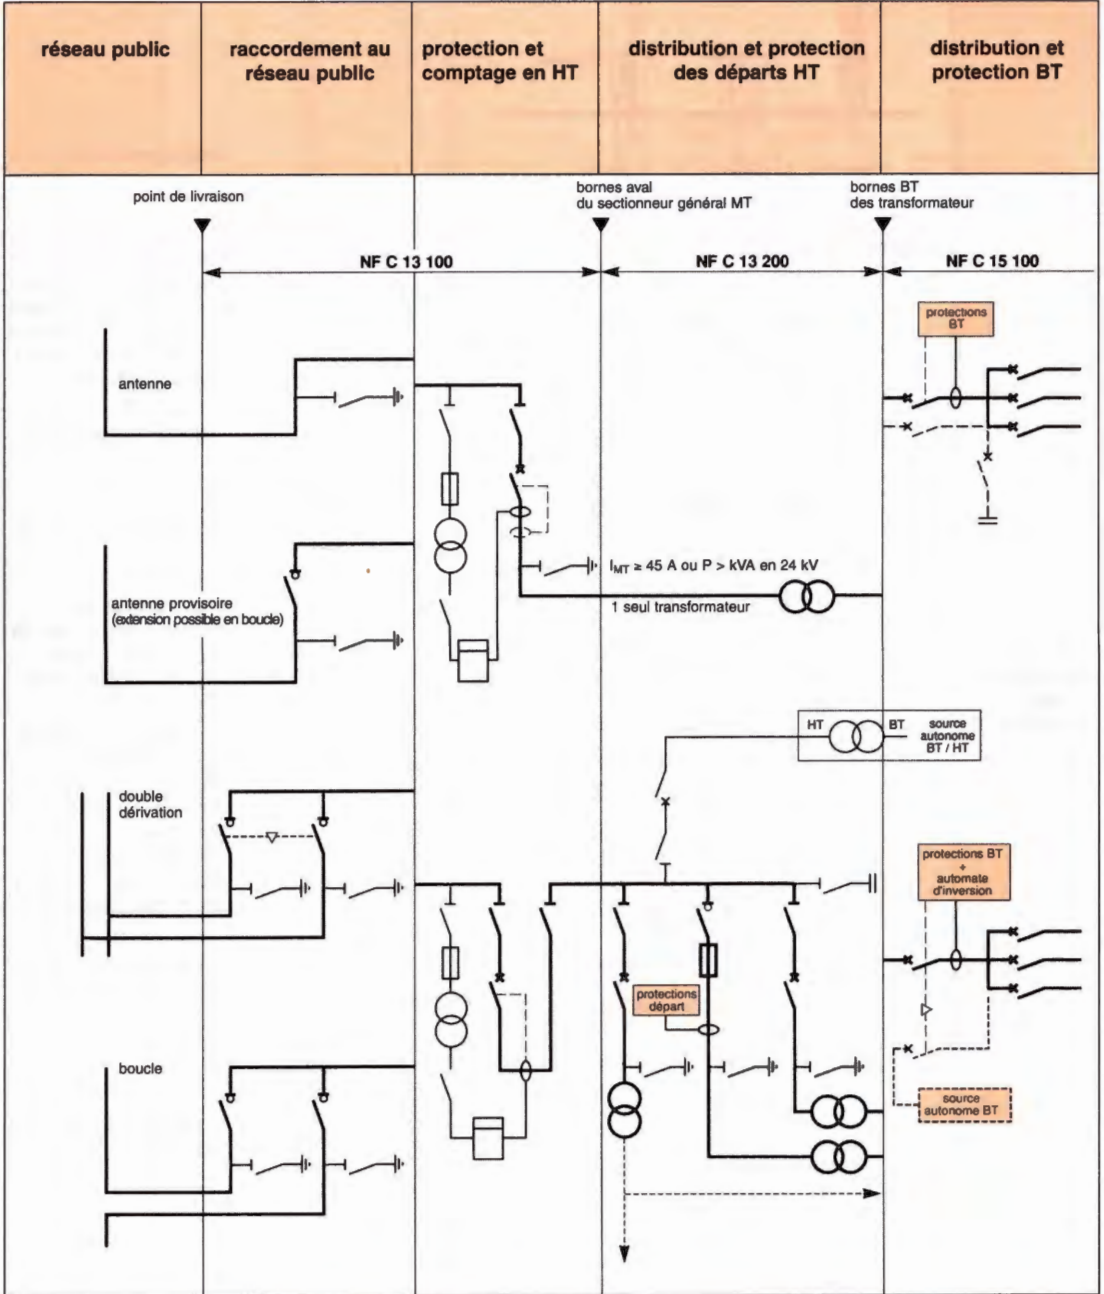 réseau public
raccordement au
réseau public
protection et
comptage en HT
distribution et protection
des départs HT
distribution et
protection BT
point de livraison
bornes aval
du sectionneur général MT
bornes BT
des transformateur
NF C 13 100
NF C 13 200
NF C 15 100
protections
BT
antenne
antenne provisoire
(extension possible en boucle)
IMT ≥ 45 A ou P > kVA en 24 kV
1 seul transformateur
HT
BT
source
autonome
BT / HT
double
dérivation
protections BT
+
automate
d'inversion
protections
départ
boucle
source
autonome BT